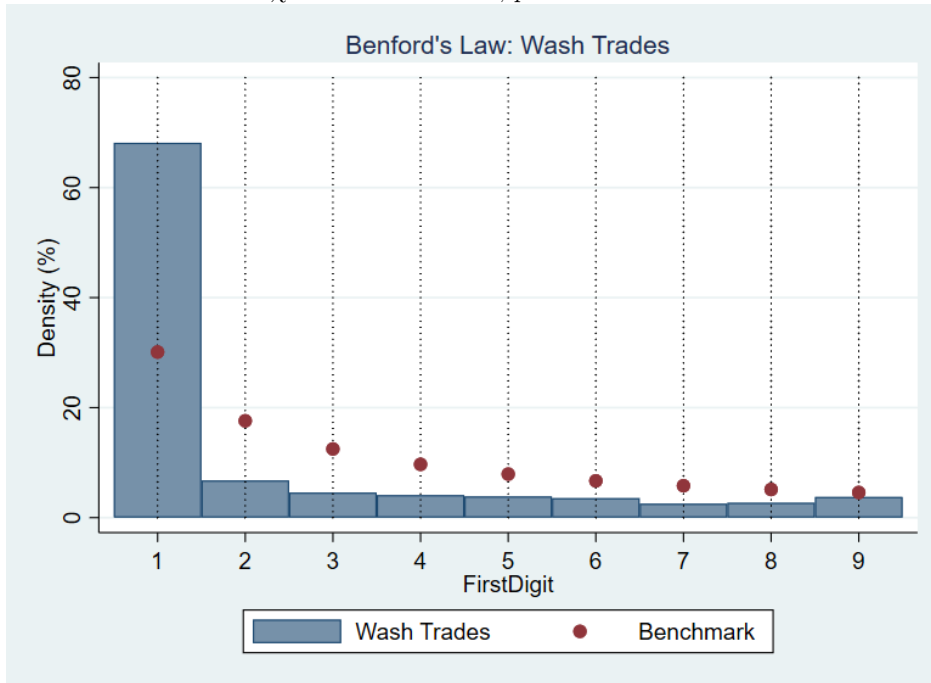 Benford's Law: Wash Trades
80
60
40
20
0
Density (%)
1 2 3 4 5 6 7 8 9
FirstDigit
Wash Trades Benchmark